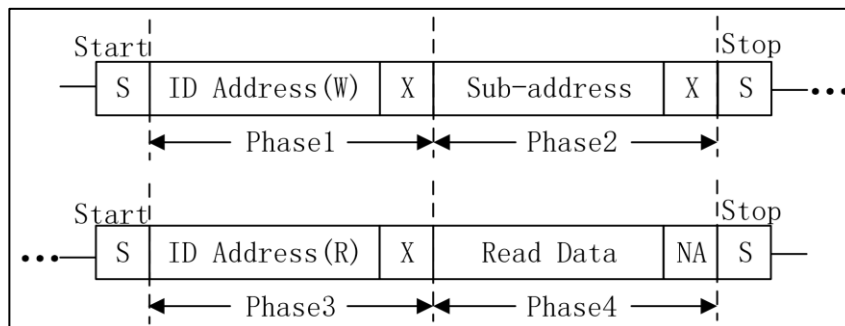 Start Stop
S ID Address(W) X Sub-address X S
Phase1 Phase2
Start Stop
S ID Address(R) X Read Data NA S
Phase3 Phase4